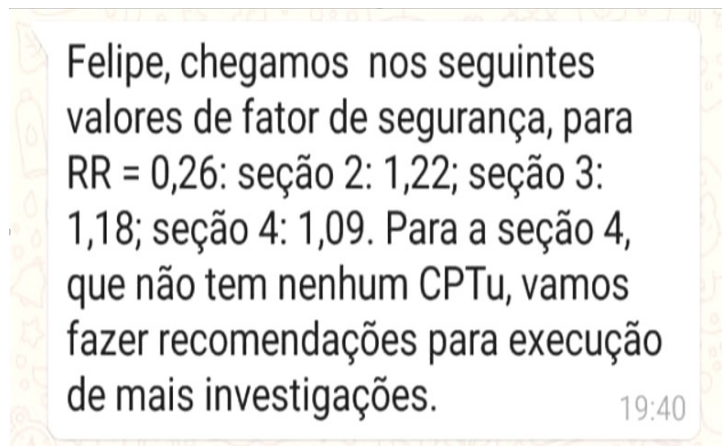 Felipe, chegamos nos seguintes
valores de fator de segurança, para
RR = 0,26: seção 2: 1,22; seção 3:
1,18; seção 4: 1,09. Para a seção 4,
que não tem nenhum CPTu, vamos
fazer recomendações para execução
de mais investigações.
19:40